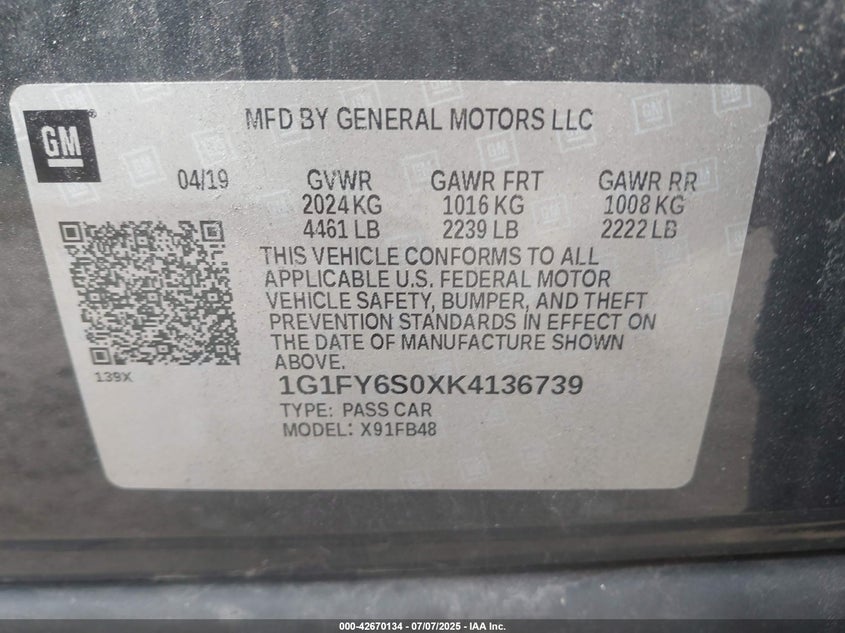 GM
MFD BY GENERAL MOTORS LLC
04/19 GVWR GAWR FRT GAWR RR
2024 KG 1016 KG 1008 KG
4461 LB 2239 LB 2222 LB
THIS VEHICLE CONFORMS TO ALL
APPLICABLE U.S. FEDERAL MOTOR
VEHICLE SAFETY, BUMPER, AND THEFT
PREVENTION STANDARDS IN EFFECT ON
THE DATE OF MANUFACTURE SHOWN
ABOVE.
139X
1G1FY6S0XK4136739
TYPE: PASS CAR
MODEL: X91FB48
000-42670134 / 07/07/2025 - IAA Inc.